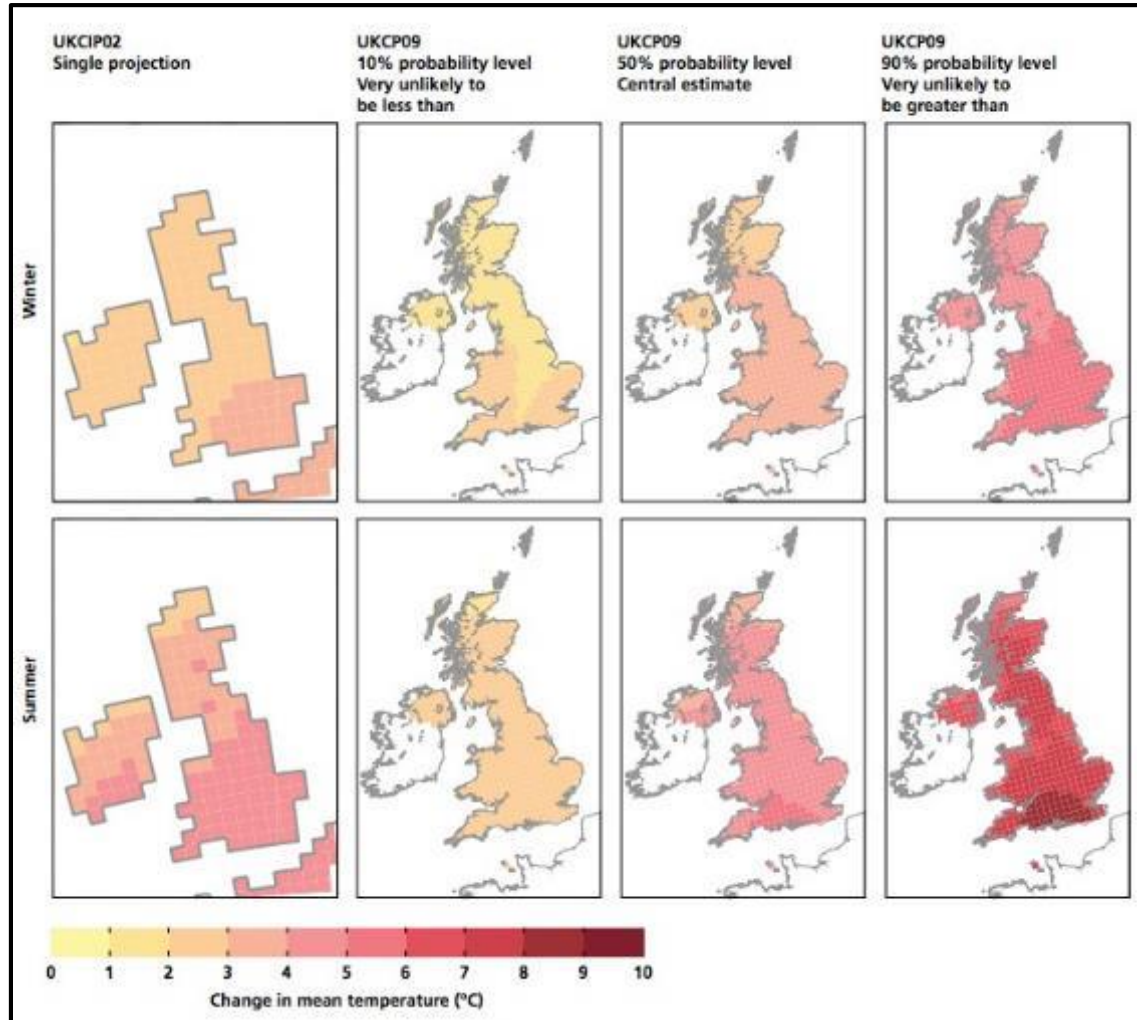 UKCIP02
Single projection
UKCP09
10% probability level
Very unlikely to
be less than
UKCP09
50% probability level
Central estimate
UKCP09
90% probability level
Very unlikely to
be greater than
Winter
Summer
0 1 2 3 4 5 6 7 8 9 10
Change in mean temperature (°C)